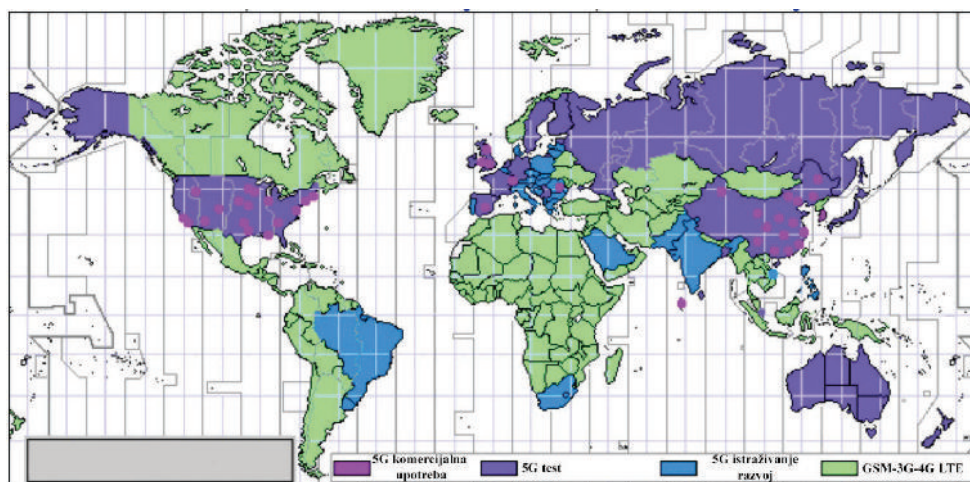 5G komercijalna
upotreba
5G test
5G istraživanje
razvoj
GSM-3G-4G LTE